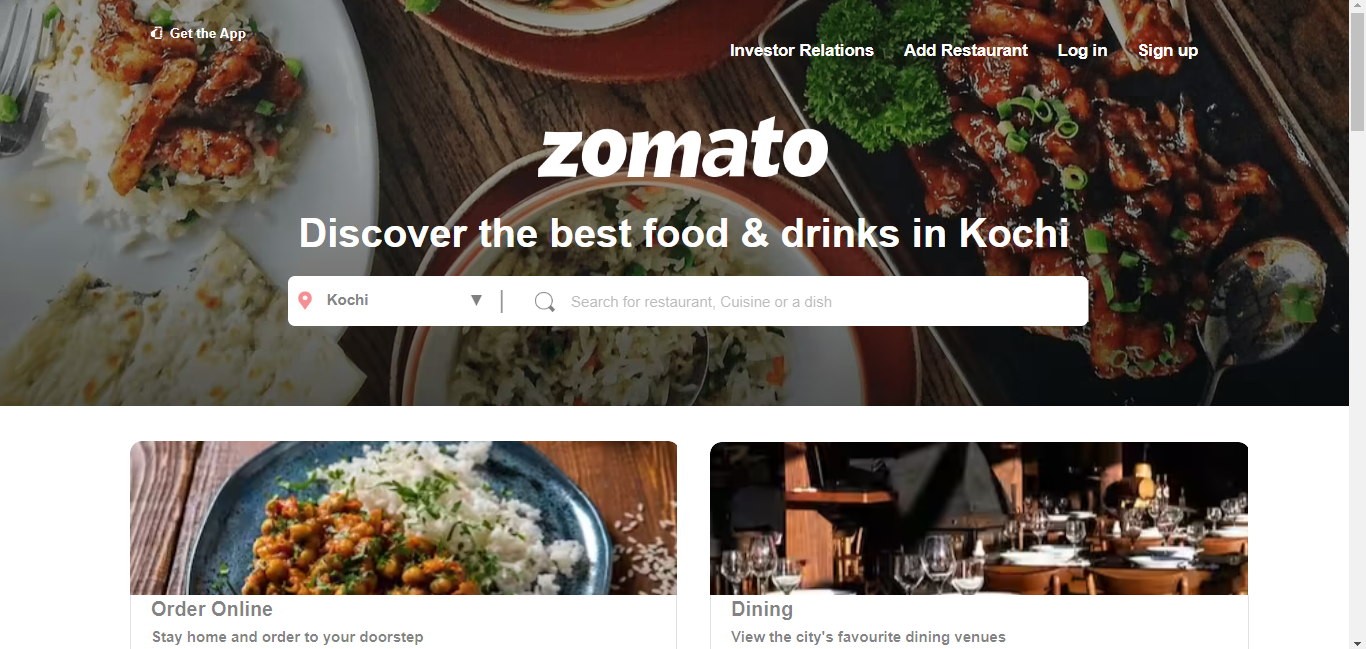 Get the App
Investor Relations Add Restaurant Log in Sign up
zomato
Discover the best food & drinks in Kochi
Kochi ▼ | Search for restaurant, Cuisine or a dish
Order Online
Stay home and order to your doorstep
Dining
View the city's favourite dining venues